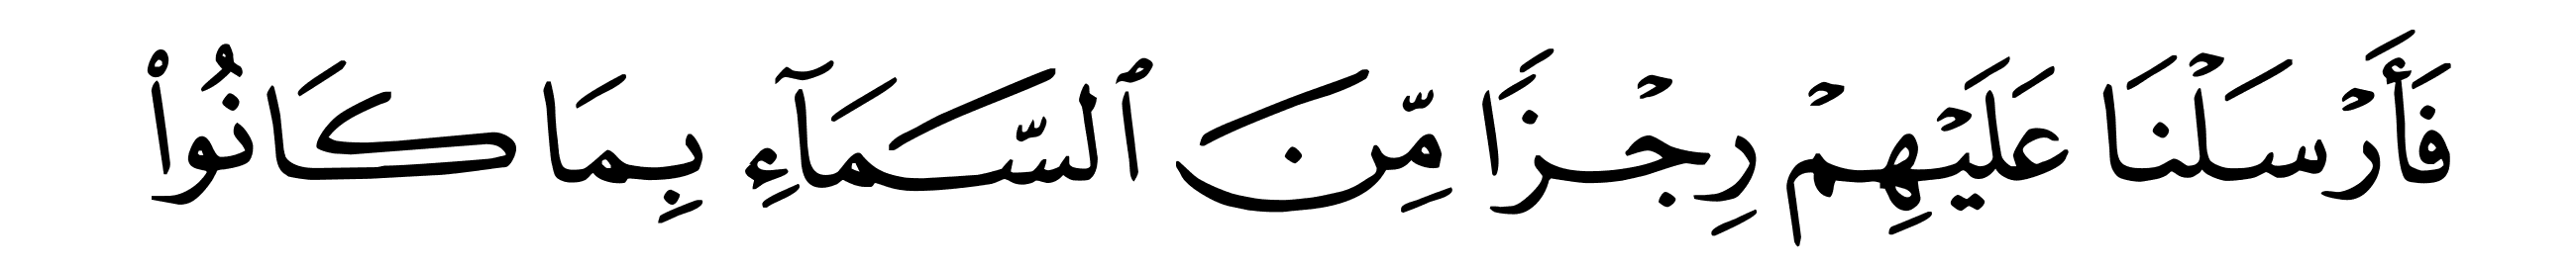 فَأَرْسَلْنَا عَلَيْهِمْ رِجْزًا مِّنَ ٱلسَّمَآءِ بِمَا كَانُوا۟